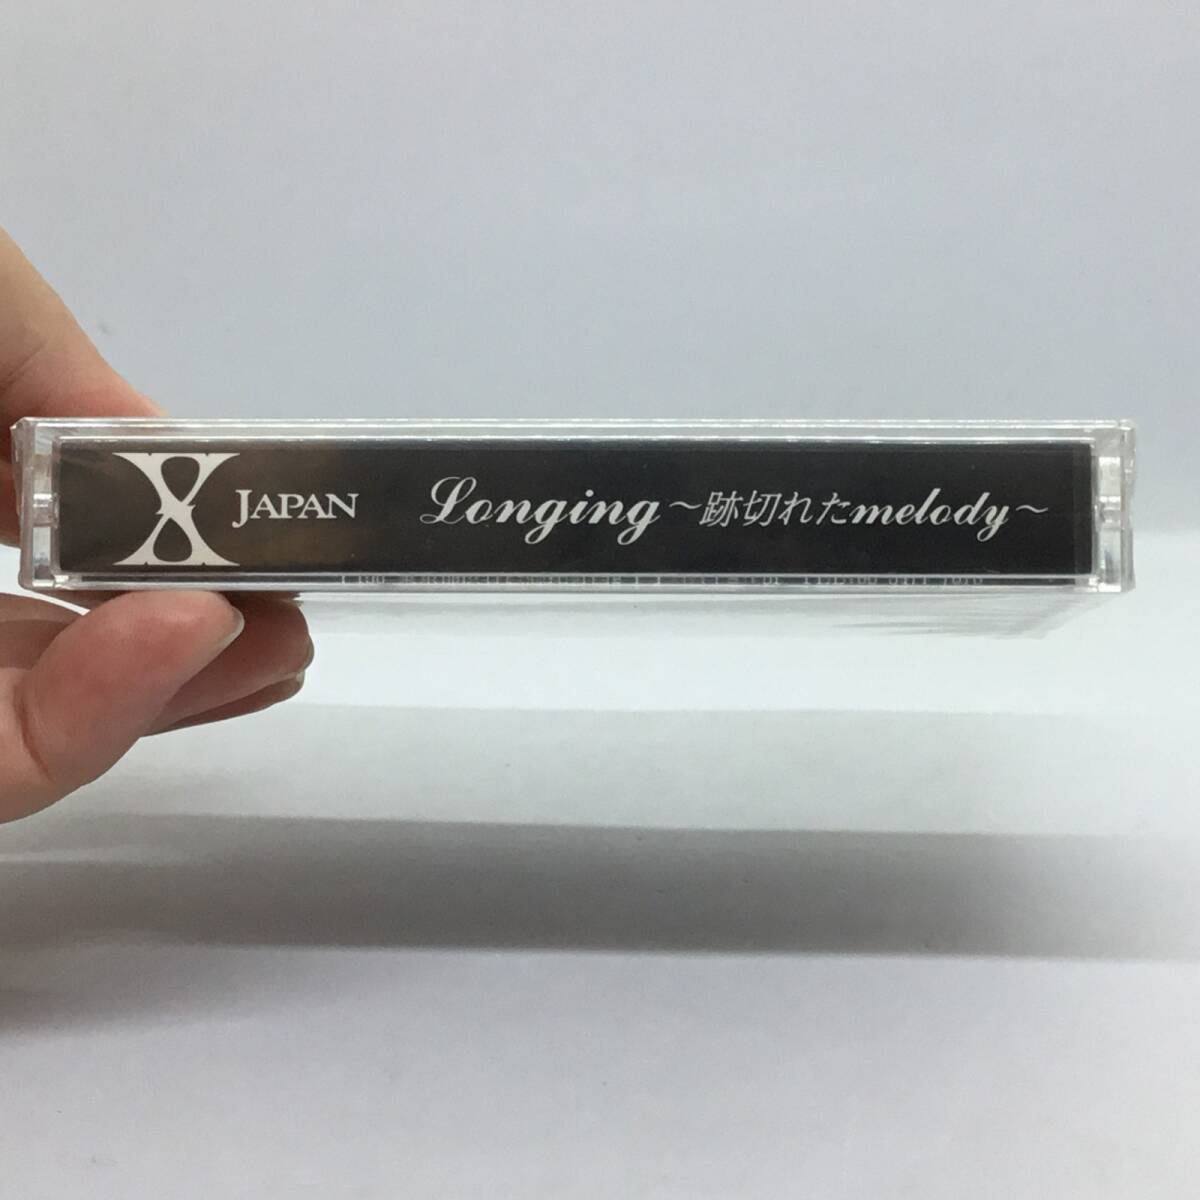 X JAPAN Longing ～跡切れたmelody～